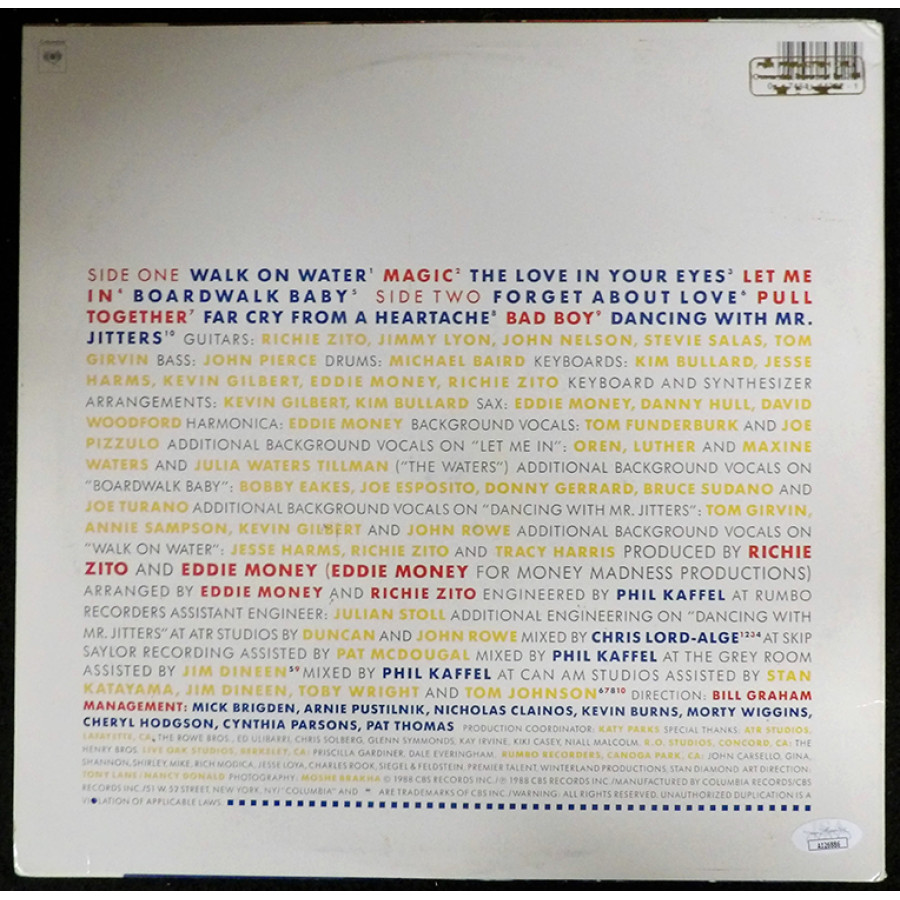 SIDE ONE WALK ON WATER¹ MAGIC² THE LOVE IN YOUR EYES³ LET ME
IN⁴ BOARDWALK BABY⁵ SIDE TWO FORGET ABOUT LOVE⁶ PULL
TOGETHER⁷ FAR CRY FROM A HEARTACHE⁸ BAD BOY⁹ DANCING WITH MR.
JITTERS¹⁰ GUITARS: RICHIE ZITO, JIMMY LYON, JOHN NELSON, STEVIE SALAS, TOM
GIRVIN BASS: JOHN PIERCE DRUMS: MICHAEL BAIRD KEYBOARDS: KIM BULLARD, JESSE
HARMS, KEVIN GILBERT, EDDIE MONEY, RICHIE ZITO KEYBOARD AND SYNTHESIZER
ARRANGEMENTS: KEVIN GILBERT, KIM BULLARD SAX: EDDIE MONEY, DANNY HULL, DAVID
WOODFORD HARMONICA: EDDIE MONEY BACKGROUND VOCALS: TOM FUNDERBURK AND JOE
PIZZULO ADDITIONAL BACKGROUND VOCALS ON "LET ME IN": OREN, LUTHER AND MAXINE
WATERS AND JULIA WATERS TILLMAN ("THE WATERS") ADDITIONAL BACKGROUND VOCALS ON
"BOARDWALK BABY": BOBBY EAKES, JOE ESPOSITO, DONNY GERRARD, BRUCE SUDANO AND
JOE TURANO ADDITIONAL BACKGROUND VOCALS ON "DANCING WITH MR. JITTERS": TOM GIRVIN,
ANNIE SAMPSON, KEVIN GILBERT AND JOHN ROWE ADDITIONAL BACKGROUND VOCALS ON
"WALK ON WATER": JESSE HARMS, RICHIE ZITO AND TRACY HARRIS PRODUCED BY RICHIE
ZITO AND EDDIE MONEY (EDDIE MONEY FOR MONEY MADNESS PRODUCTIONS)
ARRANGED BY EDDIE MONEY AND RICHIE ZITO ENGINEERED BY PHIL KAFFEL AT RUMBO
RECORDERS ASSISTANT ENGINEER: JULIAN STOLL ADDITIONAL ENGINEERING ON "DANCING WITH
MR. JITTERS" AT ATR STUDIOS BY DUNCAN AND JOHN ROWE MIXED BY CHRIS LORD-ALGE¹²³⁴ AT SKIP
SAYLOR RECORDING ASSISTED BY PAT MCDOUGAL MIXED BY PHIL KAFFEL AT THE GREY ROOM
ASSISTED BY JIM DINEEN⁵⁹ MIXED BY PHIL KAFFEL AT CAN AM STUDIOS ASSISTED BY STAN
KATAYAMA, JIM DINEEN, TOBY WRIGHT AND TOM JOHNSON⁶⁷⁸¹⁰ DIRECTION: BILL GRAHAM
MANAGEMENT: MICK BRIGDEN, ARNIE PUSTILNIK, NICHOLAS CLAINOS, KEVIN BURNS, MORTY WIGGINS,
CHERYL HODGSON, CYNTHIA PARSONS, PAT THOMAS PRODUCTION COORDINATOR: KATY PARKS SPECIAL THANKS: ATR STUDIOS,
LAFAYETTE, CA: THE ROWE BROS., ED ULIBARRI, CHRIS SOLBERG, GLENN SYMMONDS, KAY IRVINE, KIKI CASEY, NIALL MALCOLM, R.O. STUDIOS, CONCORD, CA: THE
HENRY BROS. LIVE OAK STUDIOS, BERKELEY, CA: PRISCILLA GARDINER, DALE EVERINGHAM, RUMBO RECORDERS, CANOGA PARK, CA: JOHN CARSELLO, GINA,
SHANNON, SHIRLEY, MIKE, RICH MODICA, JESSE LOYA, CHARLES BOOK, SIEGEL & FELDSTEIN, PREMIER TALENT, WINTERLAND PRODUCTIONS, STAN DIAMOND ART DIRECTION:
TONY LANE/NANCY DONALD PHOTOGRAPHY: MOSHE BRAKHA © 1988 CBS RECORDS INC./℗ 1988 CBS RECORDS INC./MANUFACTURED BY COLUMBIA RECORDS/CBS
RECORDS INC./51 W. 52 STREET, NEW YORK, NY/"COLUMBIA" AND ARE TRADEMARKS OF CBS INC./WARNING: ALL RIGHTS RESERVED. UNAUTHORIZED DUPLICATION IS A
VIOLATION OF APPLICABLE LAWS.
A126986